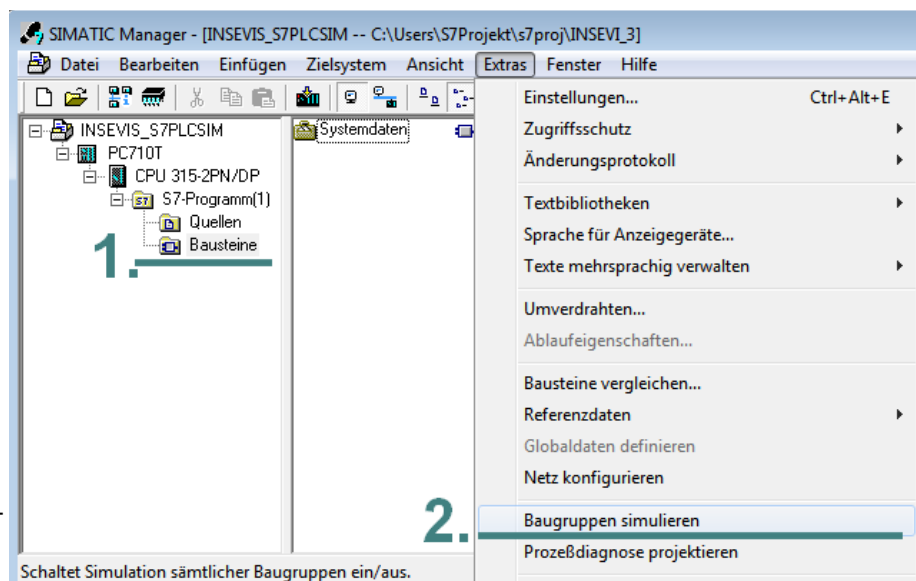 SIMATIC Manager - [INSEVIS_S7PLCSIM -- C:\Users\S7Projekt\s7proj\INSEVI_3]
Datei Bearbeiten Einfügen Zielsystem Ansicht Extras Fenster Hilfe
INSEVIS_S7PLCSIM
PC710T
CPU 315-2PN/DP
S7-Programm(1)
Quellen
Bausteine
1.
Systemdaten
Einstellungen... Ctrl+Alt+E
Zugriffsschutz
Änderungsprotokoll
Textbibliotheken
Sprache für Anzeigegeräte...
Texte mehrsprachig verwalten
Umverdrahten...
Ablaufeigenschaften...
Bausteine vergleichen...
Referenzdaten
Globaldaten definieren
Netz konfigurieren
2.
Baugruppen simulieren
Prozeßdiagnose projektieren
Schaltet Simulation sämtlicher Baugruppen ein/aus.